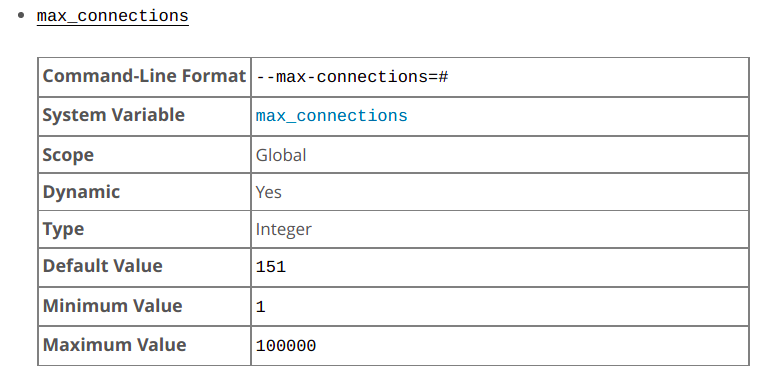 max_connections
Command-Line Format --max-connections=#
System Variable max_connections
Scope Global
Dynamic Yes
Type Integer
Default Value 151
Minimum Value 1
Maximum Value 100000